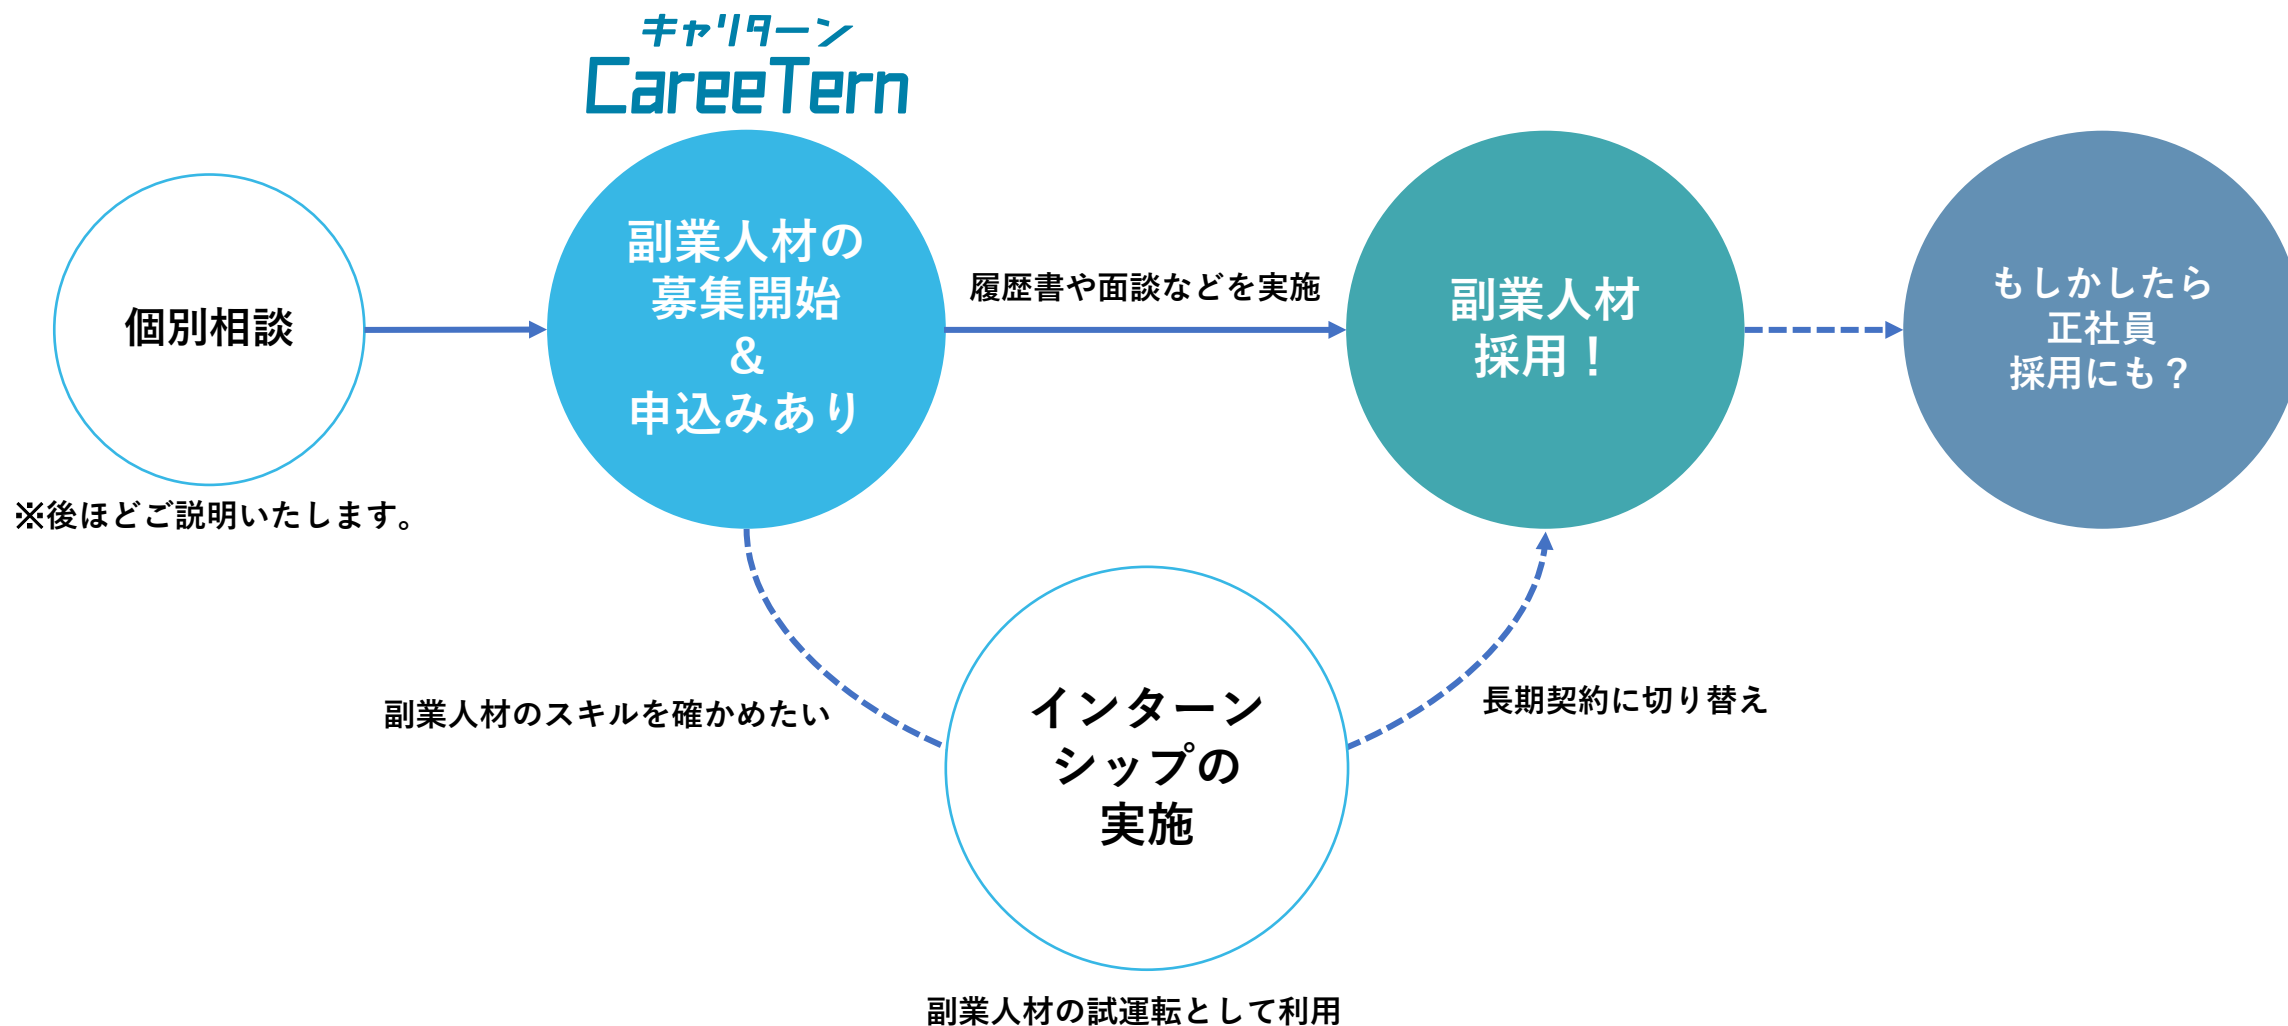 キャリターン
CareeTern
個別相談
※後ほどご説明いたします。
副業人材の
募集開始
&
申込みあり
履歴書や面談などを実施
副業人材
採用！
もしかしたら
正社員
採用にも？
副業人材のスキルを確かめたい
インターン
シップの
実施
長期契約に切り替え
副業人材の試運転として利用